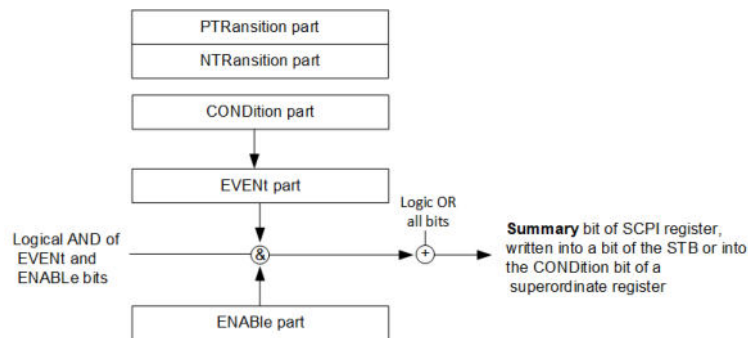 PTRansition part
NTRansition part
CONDition part
EVENt part
Logic OR
all bits
Logical AND of
EVENt and
ENABLe bits
&
+
Summary bit of SCPI register,
written into a bit of the STB or into
the CONDition bit of a
superordinate register
ENABle part